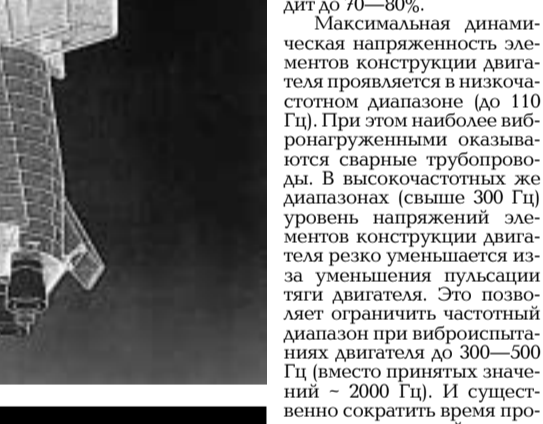 дит до 70—80%.
Максимальная динами-
ческая напряженность эле-
ментов конструкции двига-
теля проявляется в низкоча-
стотном диапазоне (до 110
Гц). При этом наиболее виб-
ронагруженными оказыва-
ются сварные трубопрово-
ды. В высокочастотных же
диапазонах (свыше 300 Гц)
уровень напряжений эле-
ментов конструкции двига-
теля резко уменьшается из-
за уменьшения пульсации
тяги двигателя. Это позво-
ляет ограничить частотный
диапазон при виброиспыта-
ниях двигателя до 300—500
Гц (вместо принятых значе-
ний ~ 2000 Гц). И сущест-
венно сократить время про-